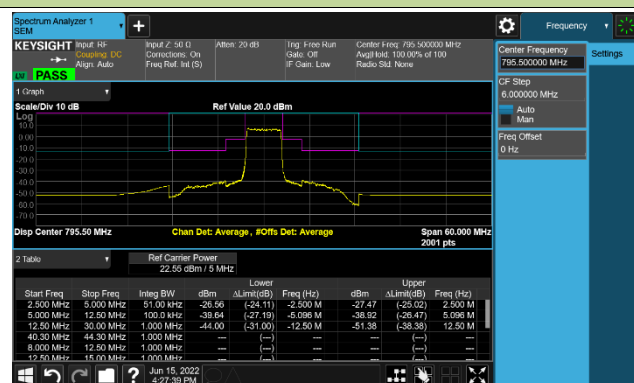 Spectrum Analyzer 1
SEM
+
Frequency
KEYSIGHT
Input: RF
Coupling: DC
Align: Auto
Input Z: 50 Ω
Corrections: On
Freq Ref: Int (S)
Atten: 20 dB
Trig: Free Run
Gate: Off
IF Gain: Low
Center Freq: 795.500000 MHz
Avg|Hold: 100.00% of 100
Radio Std: None
PASS
Center Frequency
795.500000 MHz
Settings
CF Step
6.000000 MHz
Auto
Man
Freq Offset
0 Hz
1 Graph
Scale/Div 10 dB
Ref Value 20.0 dBm
Log
10.0
0.00
-10.0
-20.0
-30.0
-40.0
-50.0
-60.0
-70.0
Disp Center 795.50 MHz
Chan Det: Average , #Offs Det: Average
Span 60.000 MHz
2001 pts
2 Table
Ref Carrier Power
22.55 dBm / 5 MHz
Lower Upper
Start Freq Stop Freq Integ BW dBm ΔLimit(dB) Freq (Hz) dBm ΔLimit(dB) Freq (Hz)
2.500 MHz 5.000 MHz 51.00 kHz -26.56 (-24.11) -2.500 M -27.47 (-25.02) 2.500 M
5.000 MHz 12.50 MHz 100.0 kHz -39.64 (-27.19) -5.096 M -38.92 (-26.47) 5.096 M
12.50 MHz 30.00 MHz 1.000 MHz -44.00 (-31.00) -12.50 M -51.38 (-38.38) 12.50 M
40.30 MHz 44.30 MHz 1.000 MHz --- (---) --- (---)
8.000 MHz 12.50 MHz 1.000 MHz --- (---) --- (---)
12.50 MHz 15.00 MHz 1.000 MHz --- (---) --- (---)
?
Jun 15, 2022
4:27:39 PM